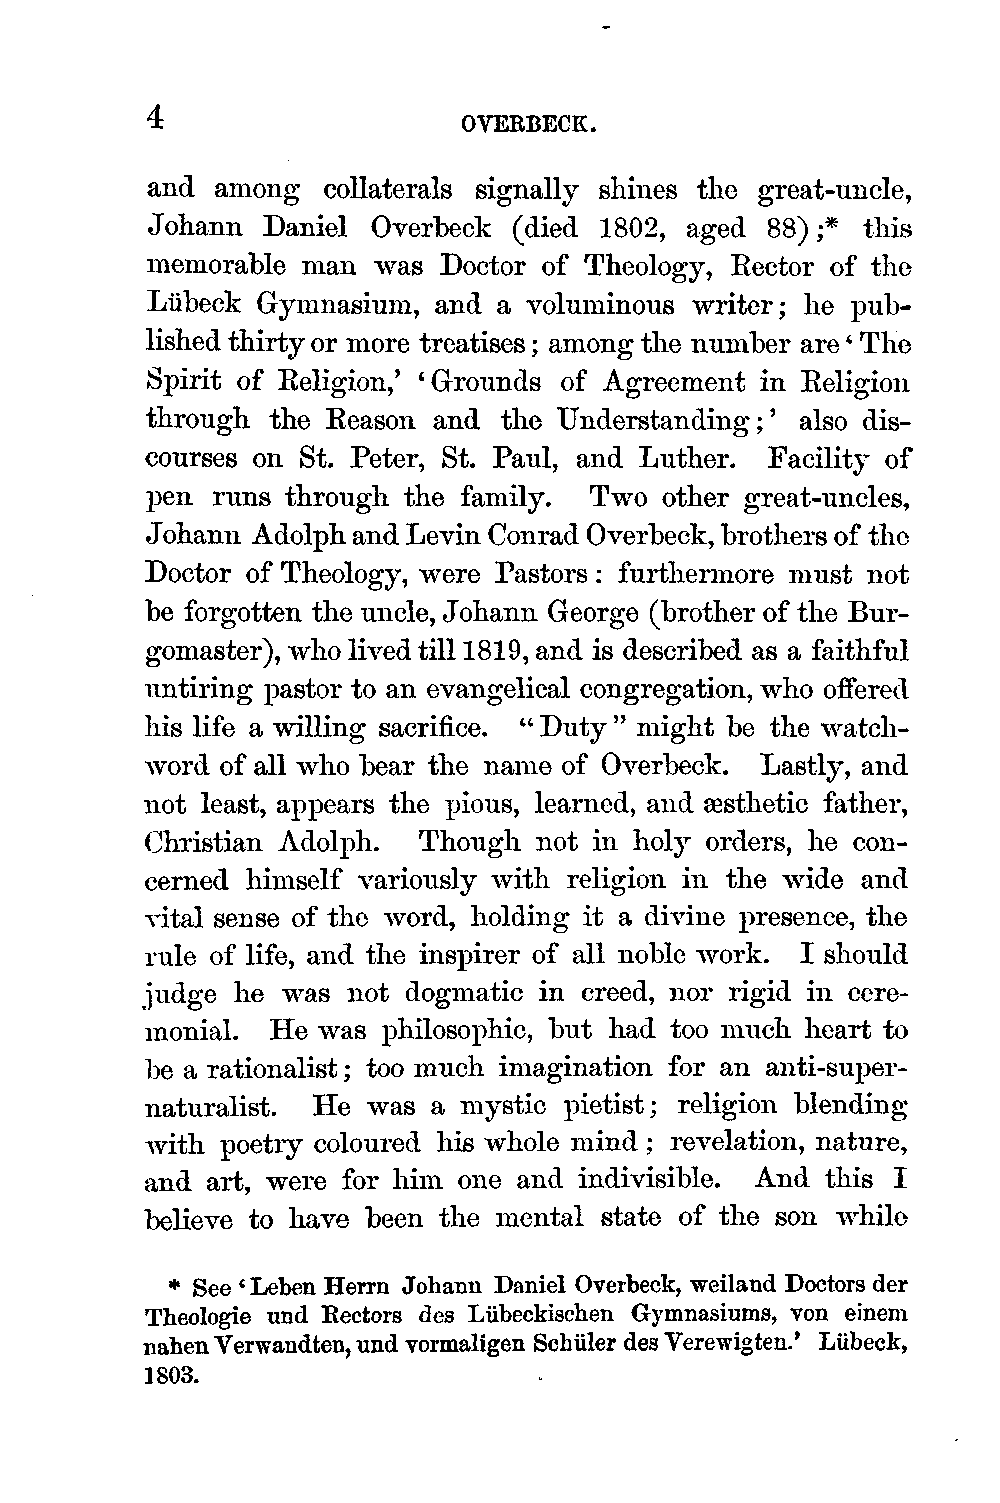 4 OVERBECK.
and among collaterals signally shines the great-uncle,
Johann Daniel Overbeck (died 1802, aged 88);* this
memorable man was Doctor of Theology, Rector of the
Lübeck Gymnasium, and a voluminous writer; he pub-
lished thirty or more treatises; among the number are ‘The
Spirit of Religion,’ ‘Grounds of Agreement in Religion
through the Reason and the Understanding;’ also dis-
courses on St. Peter, St. Paul, and Luther. Facility of
pen runs through the family. Two other great-uncles,
Johann Adolph and Levin Conrad Overbeck, brothers of the
Doctor of Theology, were Pastors: furthermore must not
be forgotten the uncle, Johann George (brother of the Bur-
gomaster), who lived till 1819, and is described as a faithful
untiring pastor to an evangelical congregation, who offered
his life a willing sacrifice. “Duty” might be the watch-
word of all who bear the name of Overbeck. Lastly, and
not least, appears the pious, learned, and æsthetic father,
Christian Adolph. Though not in holy orders, he con-
cerned himself variously with religion in the wide and
vital sense of the word, holding it a divine presence, the
rule of life, and the inspirer of all noble work. I should
judge he was not dogmatic in creed, nor rigid in cere-
monial. He was philosophic, but had too much heart to
be a rationalist; too much imagination for an anti-super-
naturalist. He was a mystic pietist; religion blending
with poetry coloured his whole mind; revelation, nature,
and art, were for him one and indivisible. And this I
believe to have been the mental state of the son while
* See ‘Leben Herrn Johann Daniel Overbeck, weiland Doctors der
Theologie und Rectors des Lübeckischen Gymnasiums, von einem
nahen Verwandten, und vormaligen Schüler des Verewigten.’ Lübeck,
1803.